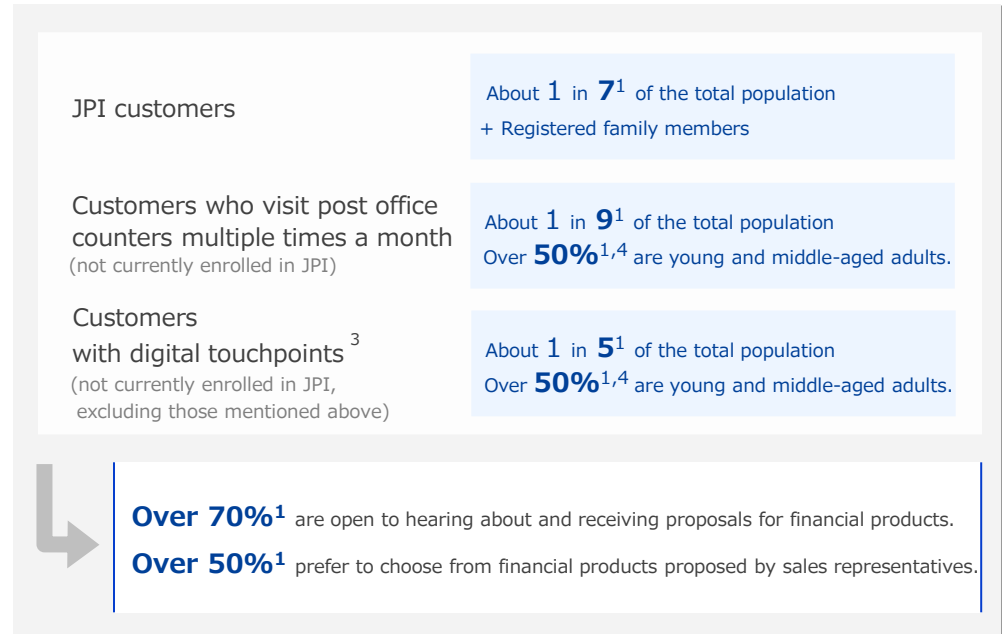 JPI customers
About 1 in 7¹ of the total population
+ Registered family members
Customers who visit post office
counters multiple times a month
(not currently enrolled in JPI)
About 1 in 9¹ of the total population
Over 50%¹,⁴ are young and middle-aged adults.
Customers
with digital touchpoints ³
(not currently enrolled in JPI,
excluding those mentioned above)
About 1 in 5¹ of the total population
Over 50%¹,⁴ are young and middle-aged adults.
Over 70%¹ are open to hearing about and receiving proposals for financial products.
Over 50%¹ prefer to choose from financial products proposed by sales representatives.